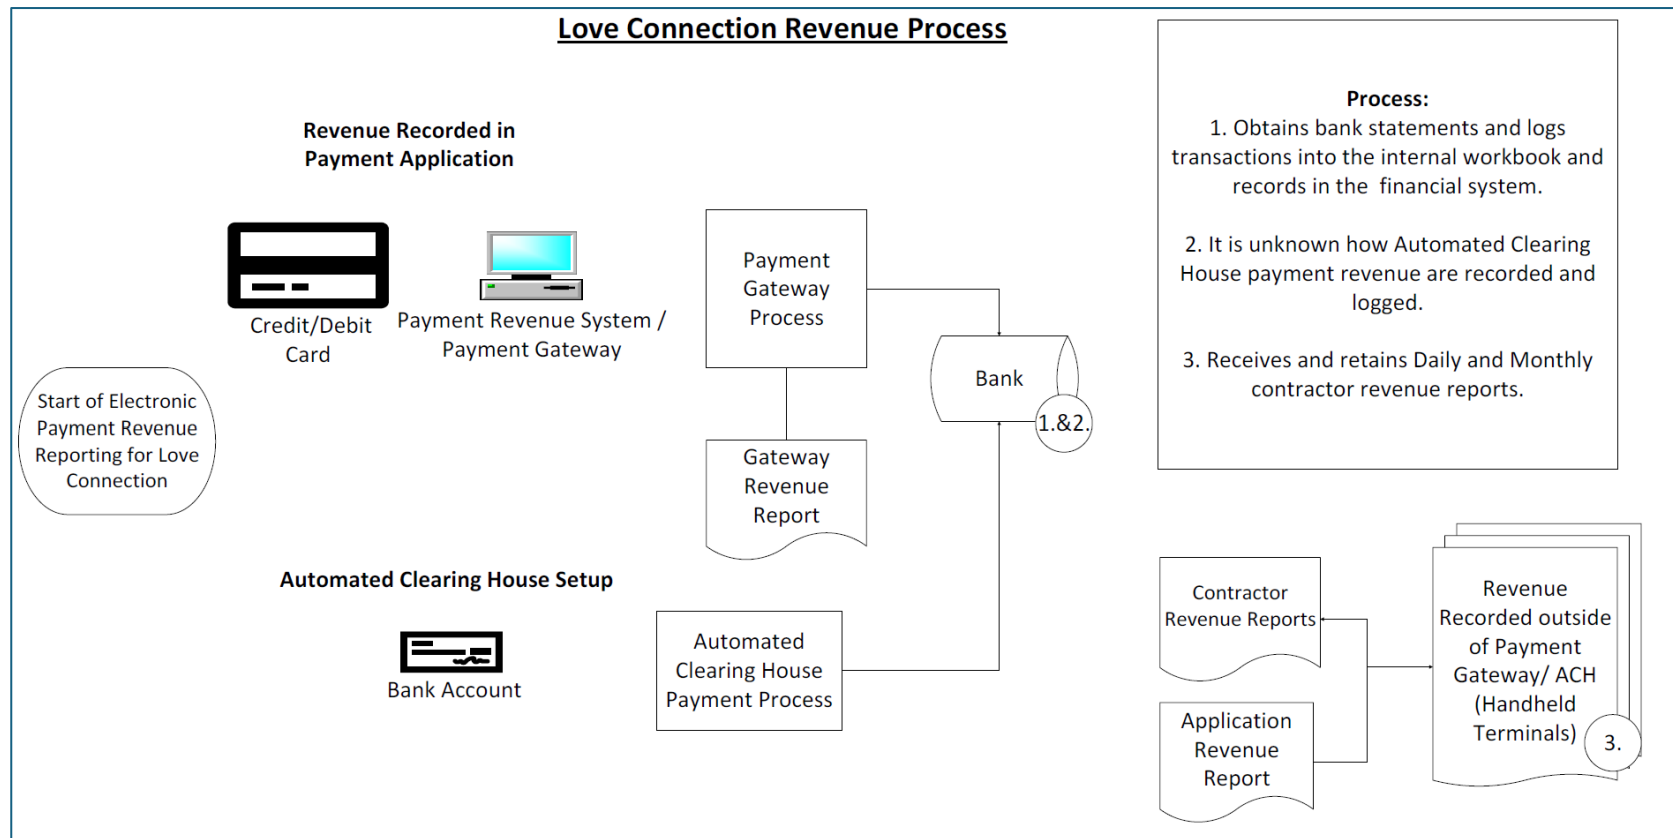 Love Connection Revenue Process
Revenue Recorded in
Payment Application
Credit/Debit
Card
Payment Revenue System /
Payment Gateway
Payment
Gateway
Process
Bank
1.&2.
Start of Electronic
Payment Revenue
Reporting for Love
Connection
Gateway
Revenue
Report
Automated Clearing House Setup
Bank Account
Automated
Clearing House
Payment Process
Process:
1. Obtains bank statements and logs
transactions into the internal workbook and
records in the  financial system.
2. It is unknown how Automated Clearing
House payment revenue are recorded and
logged.
3. Receives and retains Daily and Monthly
contractor revenue reports.
Contractor
Revenue Reports
Application
Revenue
Report
Revenue
Recorded outside
of Payment
Gateway/ ACH
(Handheld
Terminals)
3.